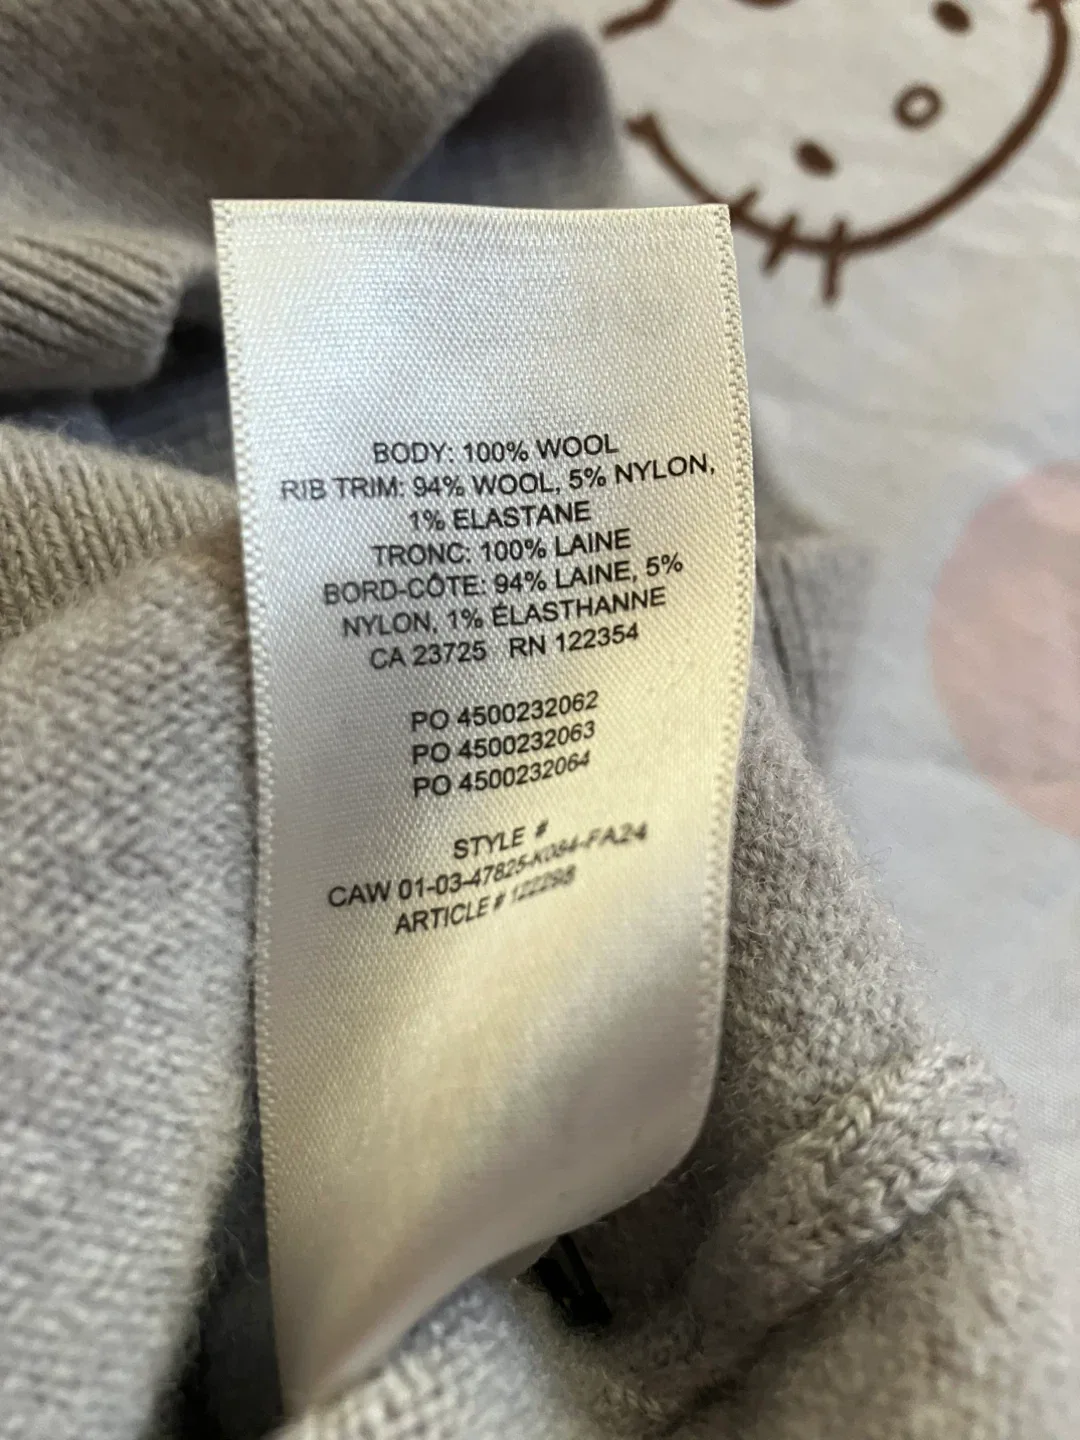 BODY: 100% WOOL
RIB TRIM: 94% WOOL, 5% NYLON,
1% ELASTANE
TRONC: 100% LAINE
BORD-CÔTE: 94% LAINE, 5%
NYLON, 1% ÉLASTHANNE
CA 23725 RN 122354
PO 4500232062
PO 4500232063
PO 4500232064
STYLE #
CAW 01-03-47825-K084-FA24
ARTICLE # 122298